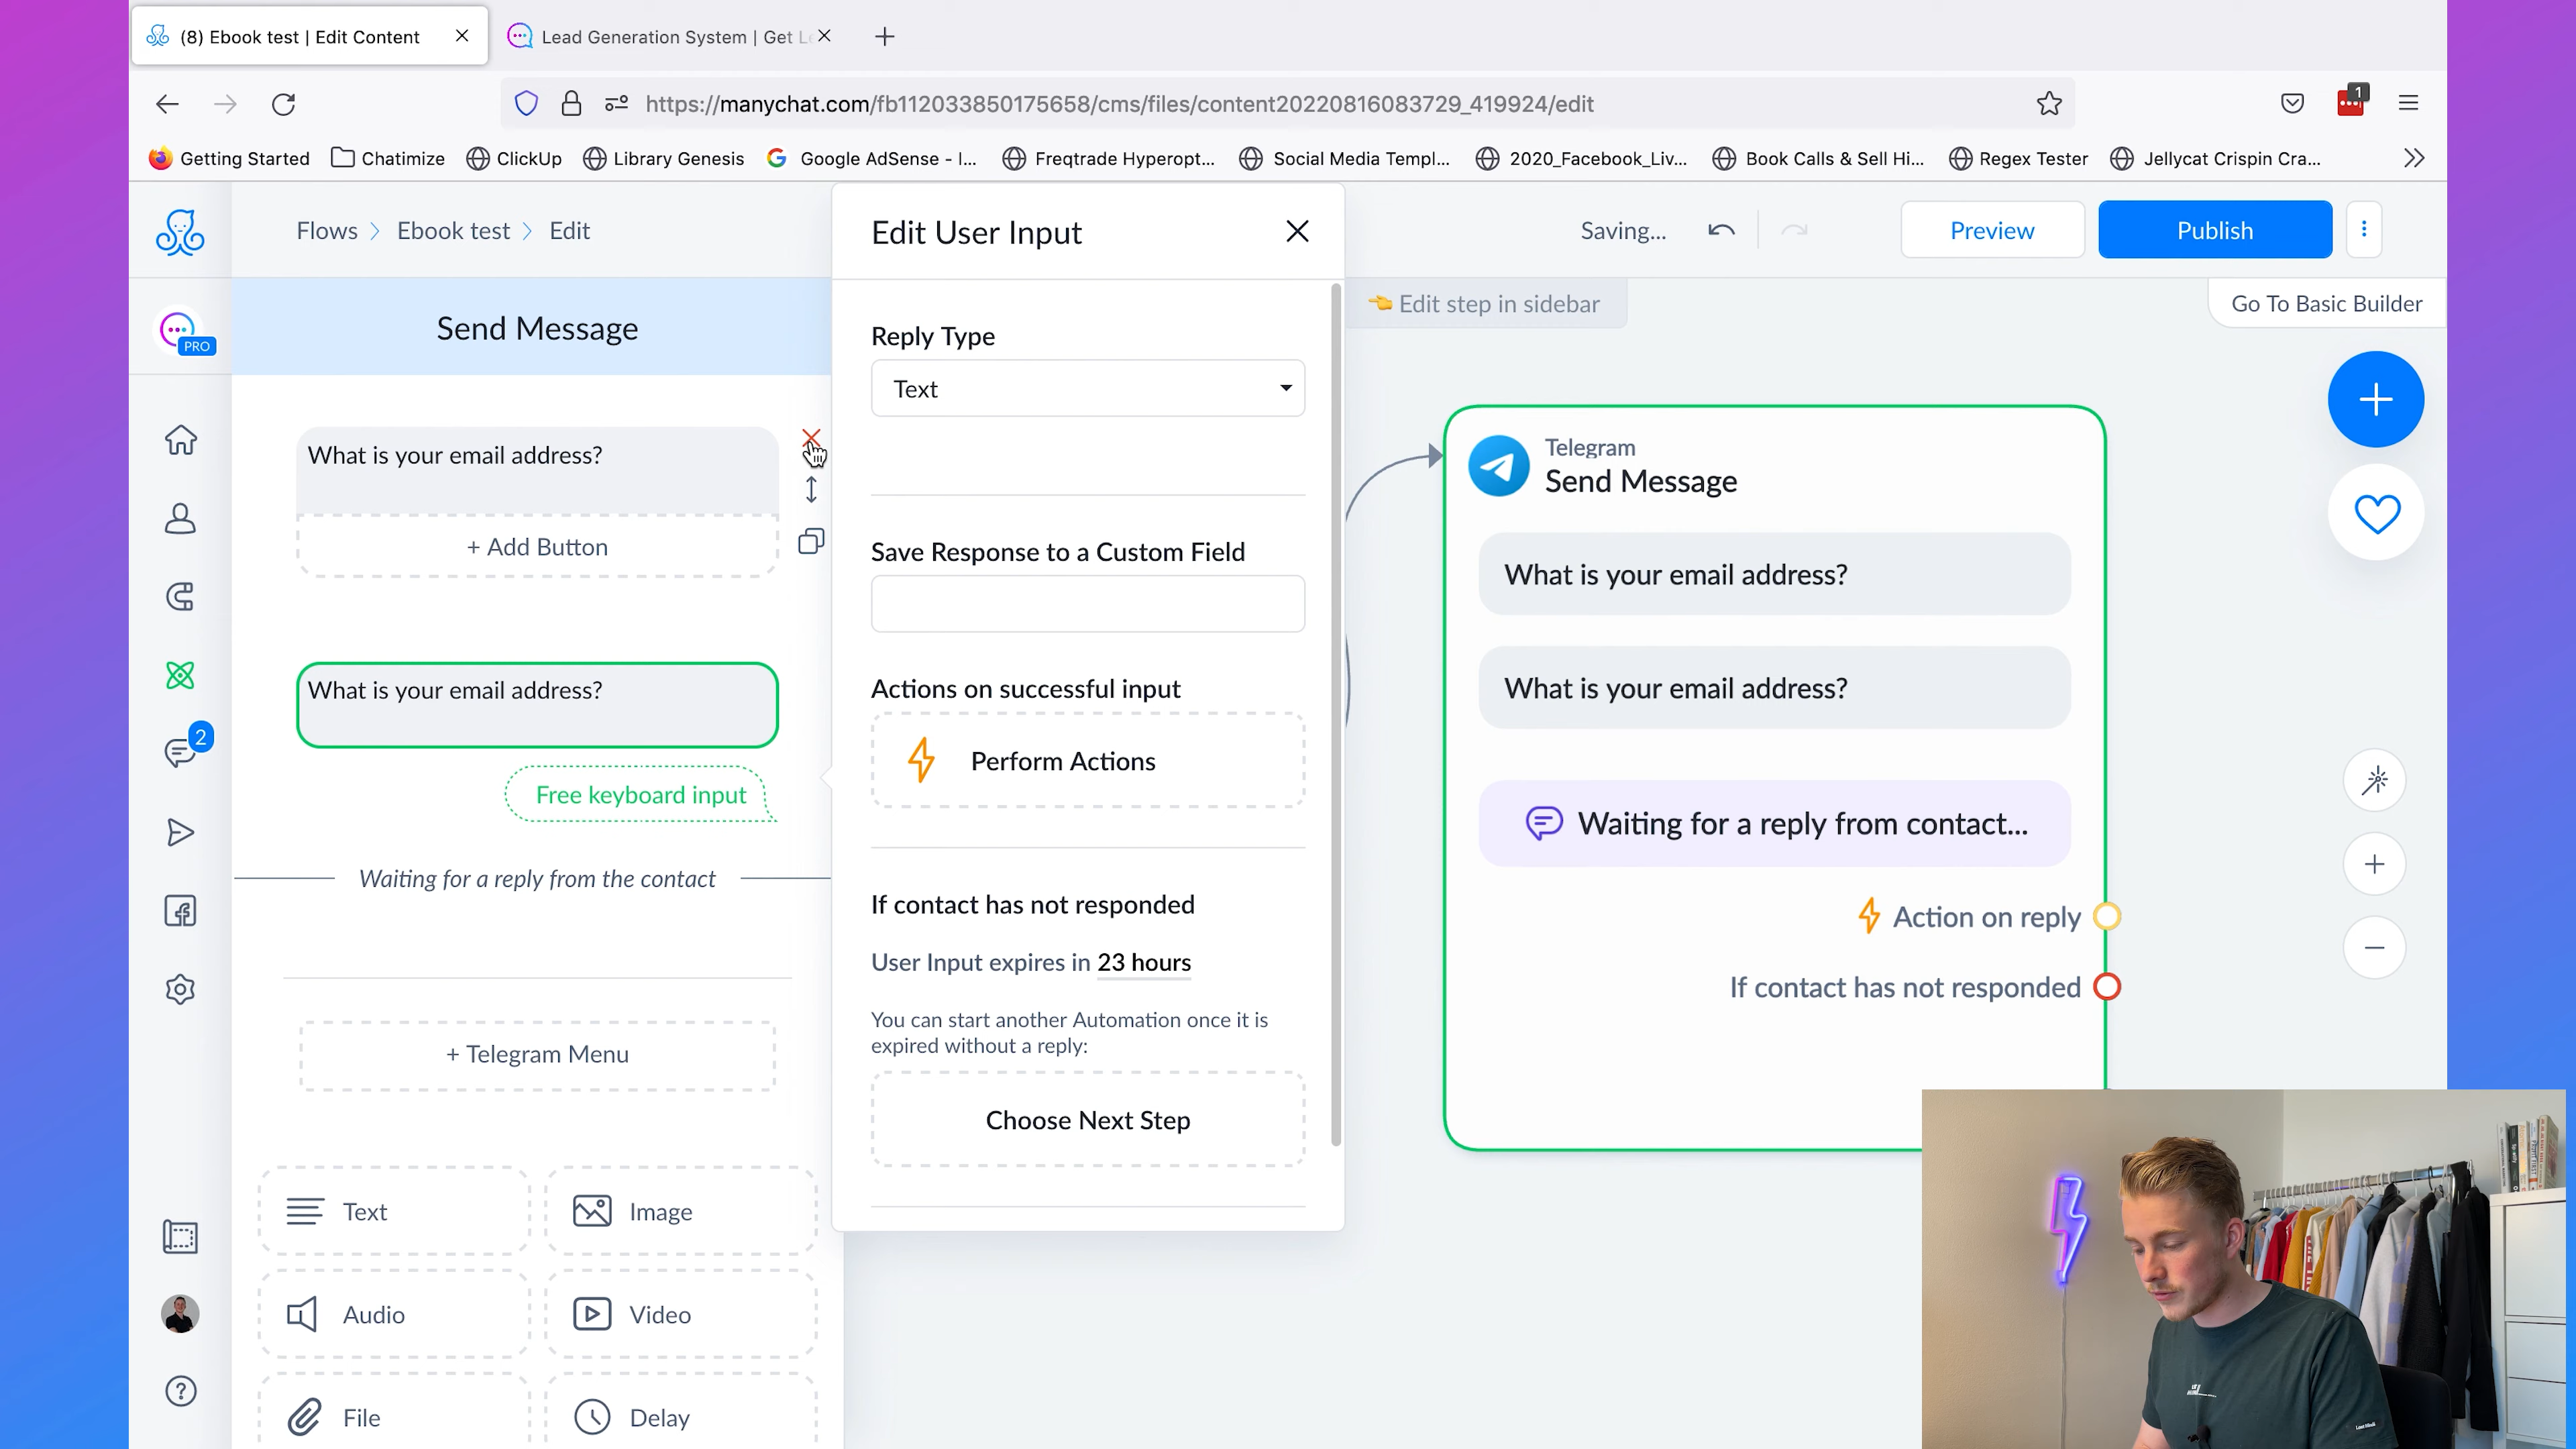 (8) Ebook test | Edit Content
Lead Generation System | Get Le
https://manychat.com/fb112033850175658/cms/files/content20220816083729_419924/edit
1
Getting Started
Chatimize
ClickUp
Library Genesis
Google AdSense - I...
Freqtrade Hyperopt...
Social Media Templ...
2020_Facebook_Liv...
Book Calls & Sell Hi...
Regex Tester
Jellycat Crispin Cra...
Flows > Ebook test > Edit
Edit User Input
Saving...
Preview
Publish
PRO
Send Message
👈 Edit step in sidebar
Go To Basic Builder
What is your email address?
+ Add Button
What is your email address?
Free keyboard input
Waiting for a reply from the contact
+ Telegram Menu
Text
Image
Audio
Video
File
Delay
2
Reply Type
Text
Save Response to a Custom Field
Actions on successful input
Perform Actions
If contact has not responded
User Input expires in 23 hours
You can start another Automation once it is
expired without a reply:
Choose Next Step
Telegram
Send Message
What is your email address?
What is your email address?
Waiting for a reply from contact...
Action on reply
If contact has not responded